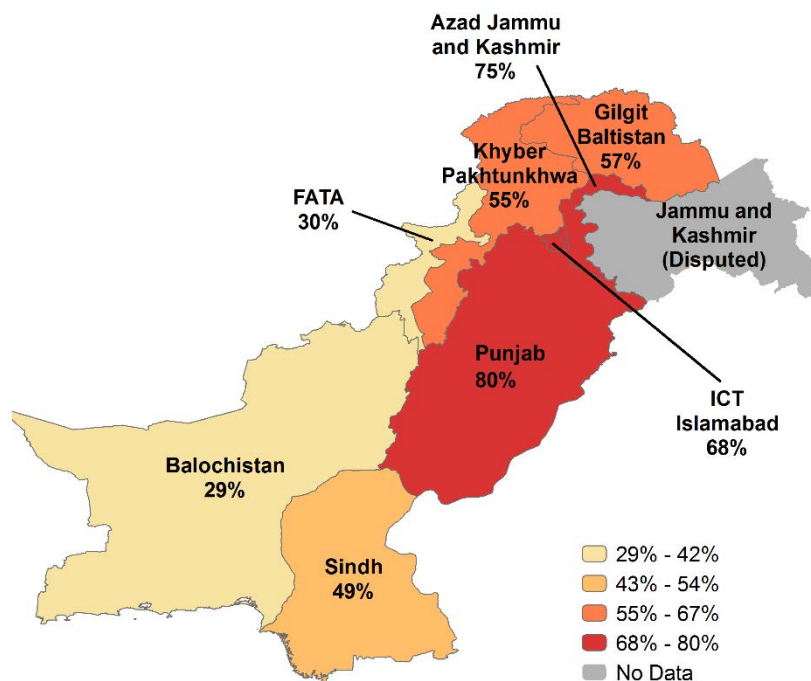 Azad Jammu
and Kashmir
75%
Gilgit
Baltistan
57%
Khyber
Pakhtunkhwa
55%
FATA
30%
Jammu and
Kashmir
(Disputed)
Punjab
80%
ICT
Islamabad
68%
Balochistan
29%
Sindh
49%
29% - 42%
43% - 54%
55% - 67%
68% - 80%
No Data